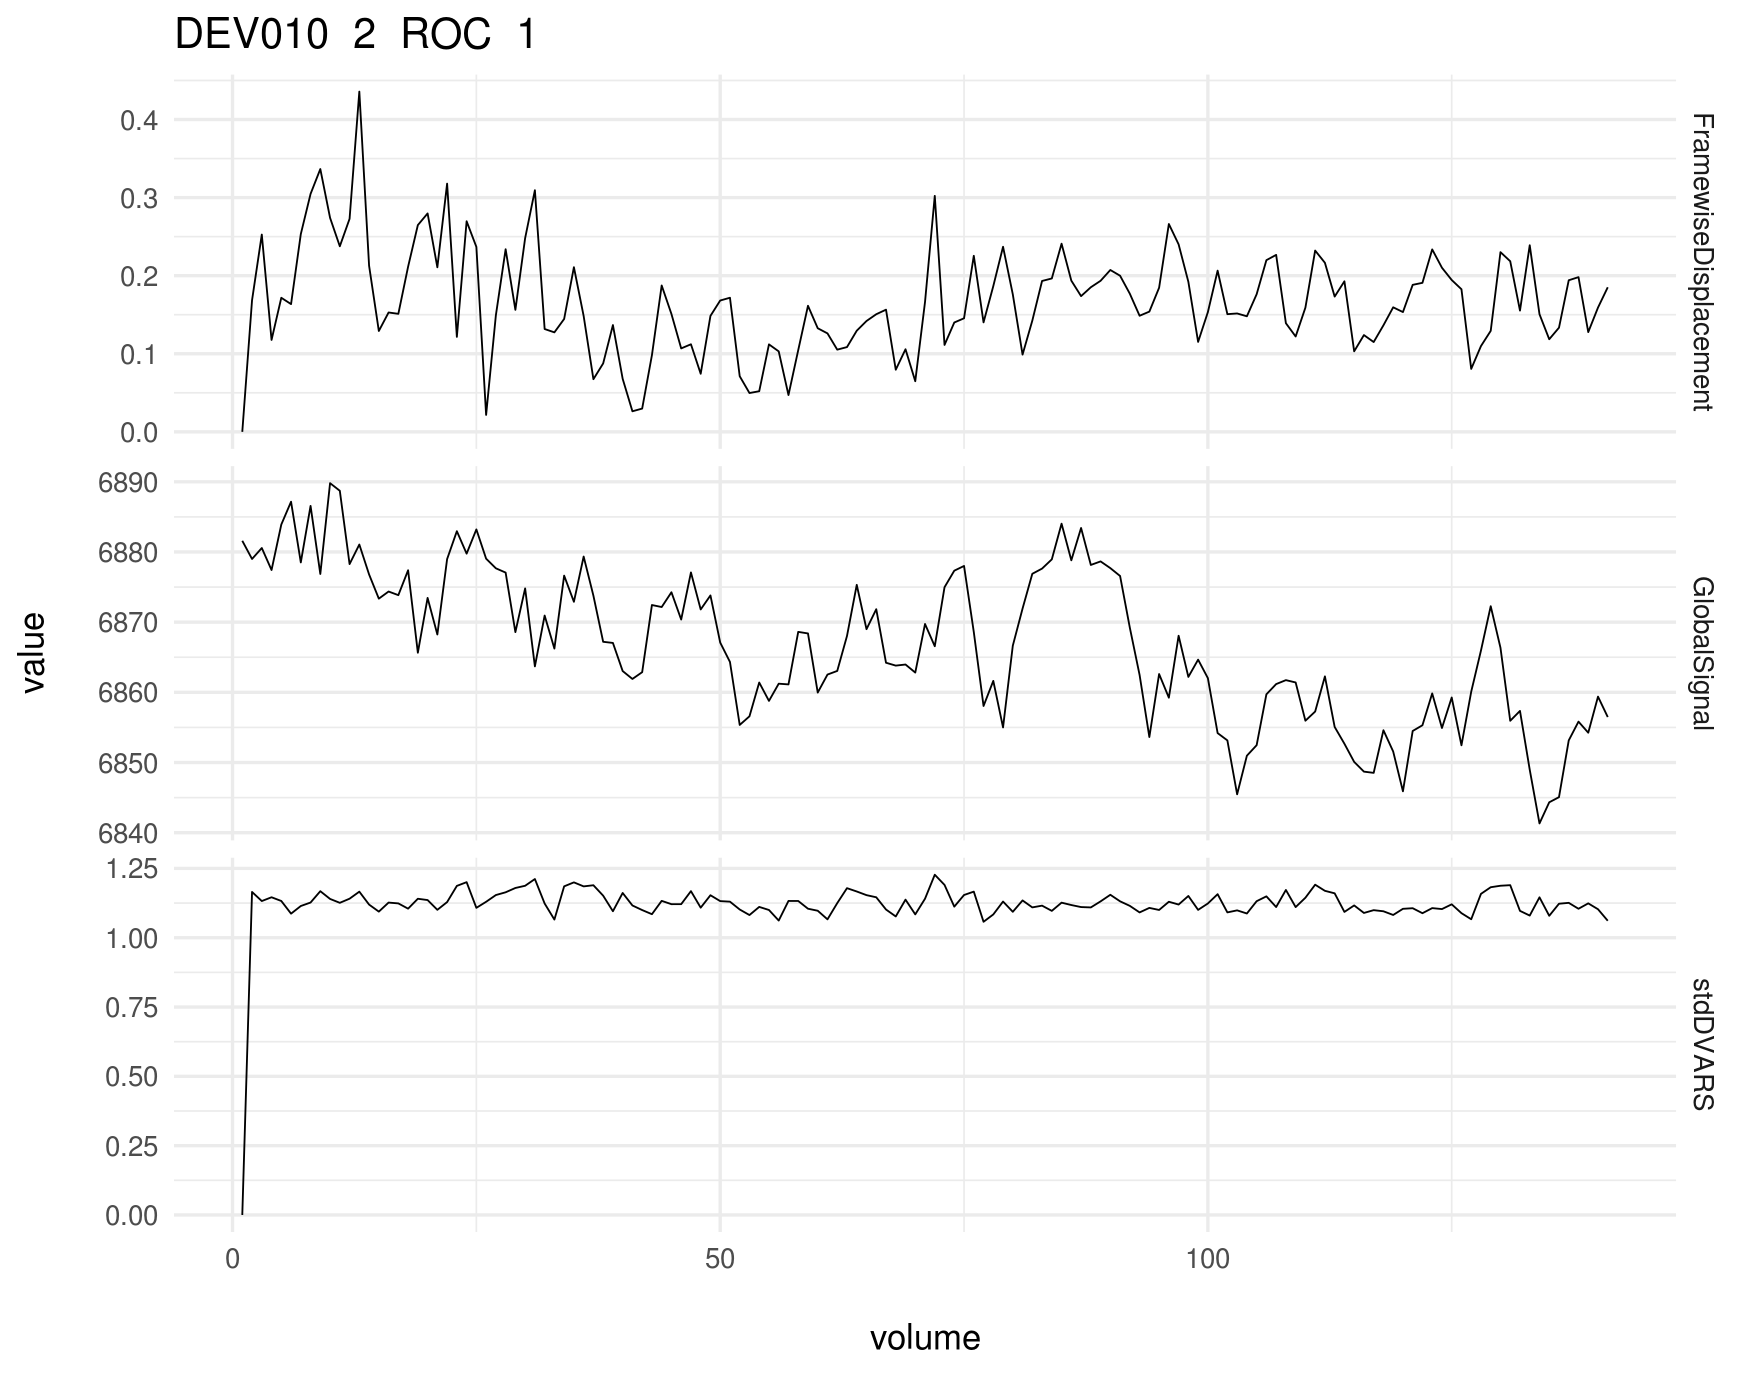 DEV010 2 ROC 1
0.4
0.3
0.2
0.1
0.0
FramewiseDisplacement
6890
6880
6870
6860
6850
6840
GlobalSignal
1.25
1.00
0.75
0.50
0.25
0.00
stdDVARS
value
0 50 100
volume